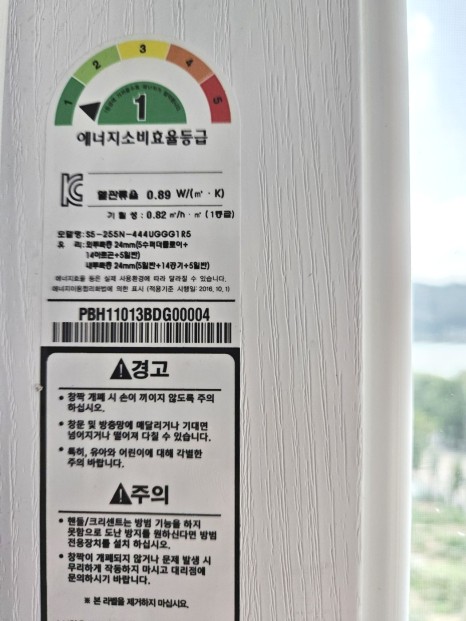 1 2 3 4 5
1
에너지소비효율등급
열관류율 0.89 W/(㎡ · K)
기 밀 성 : 0.82 ㎥/h · ㎡ (1등급)
모델명: S5-255N-444UGGG1R5
유 리: 외부복층 24mm(5수퍼더블로이+
14아르곤+5일반)
내부복층 24mm(5일반+14공기+5일반)
에너지효율 등은 실제 사용환경에 따라 달라질 수 있습니다.
에너지이용합리화법에 의한 표시 (적용기준 시행일: 2016, 10, 1)
PBH11013BDG00004
경고
• 창짝 개폐 시 손이 끼이지 않도록 주의
하십시오.
• 창문 및 방충망에 매달리거나 기대면
넘어지거나 떨어져 다칠 수 있습니다.
• 특히, 유아와 어린이에 대해 각별한
주의 바랍니다.
주의
• 핸들/크리센트는 방범 기능을 하지
못함으로 도난 방지를 원하신다면 방범
전용장치를 설치 하십시오.
• 창짝이 개폐되지 않거나 문제 발생 시
무리하게 작동하지 마시고 대리점에
문의하시기 바랍니다.
※ 본 라벨을 제거하지 마십시오.